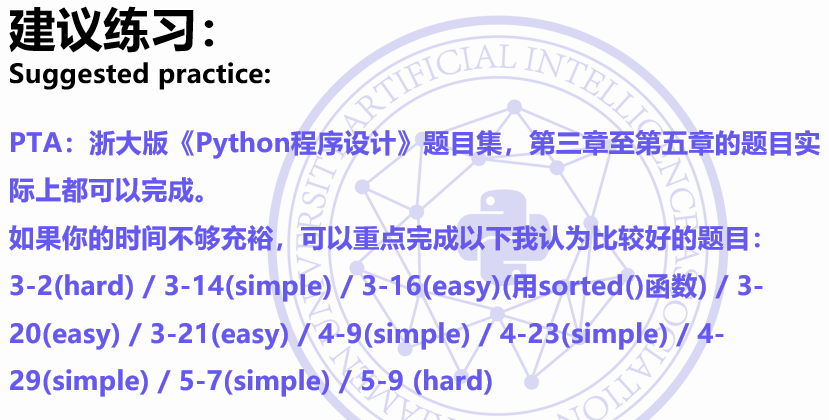 建议练习：
Suggested practice:
PTA：浙大版《Python程序设计》题目集，第三章至第五章的题目实
际上都可以完成。
如果你的时间不够充裕，可以重点完成以下我认为比较好的题目：
3-2(hard) / 3-14(simple) / 3-16(easy)(用sorted()函数) / 3-
20(easy) / 3-21(easy) / 4-9(simple) / 4-23(simple) / 4-
29(simple) / 5-7(simple) / 5-9 (hard)
ARTIFICIAL INTELLIGENCE ASSOCIATION